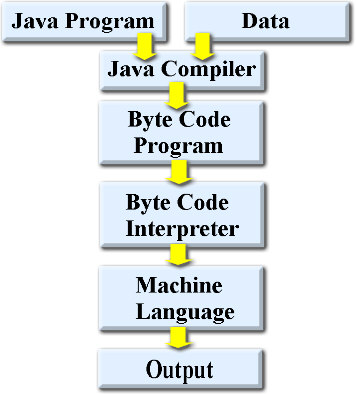 Java Program
Data
Java Compiler
Byte Code
Program
Byte Code
Interpreter
Machine
Language
Output